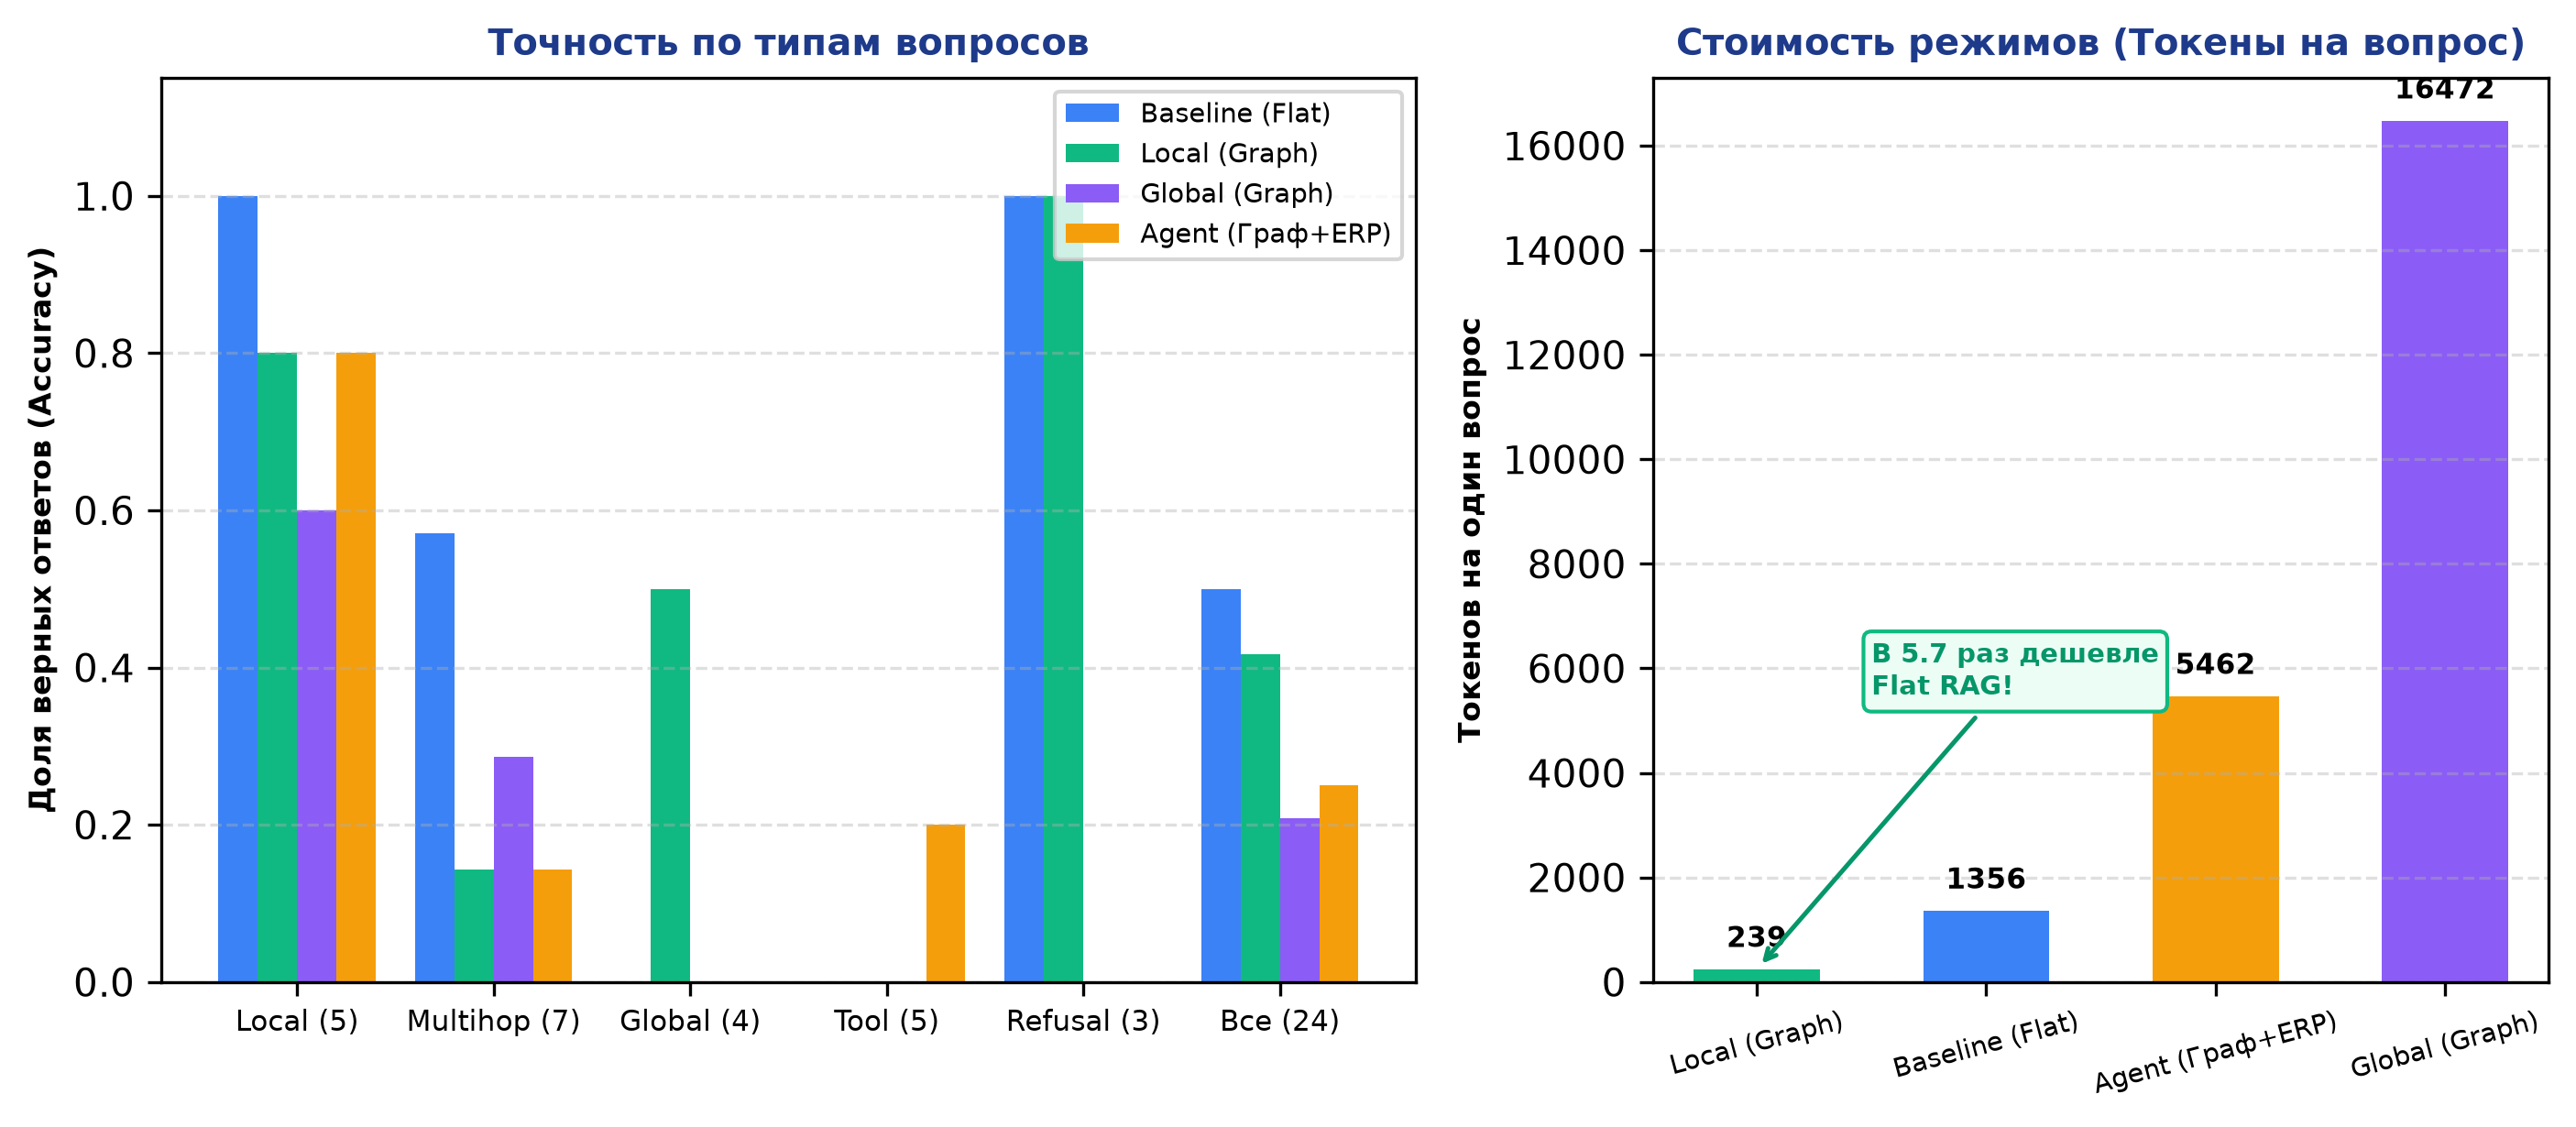 Точность по типам вопросов
Доля верных ответов (Accuracy)
1.0
0.8
0.6
0.4
0.2
0.0
Baseline (Flat)
Local (Graph)
Global (Graph)
Agent (Граф+ERP)
Local (5)
Multihop (7)
Global (4)
Tool (5)
Refusal (3)
Все (24)
Стоимость режимов (Токены на вопрос)
Токенов на один вопрос
16000
14000
12000
10000
8000
6000
4000
2000
0
16472
В 5.7 раз дешевле
Flat RAG!
5462
1356
239
Local (Graph)
Baseline (Flat)
Agent (Граф+ERP)
Global (Graph)